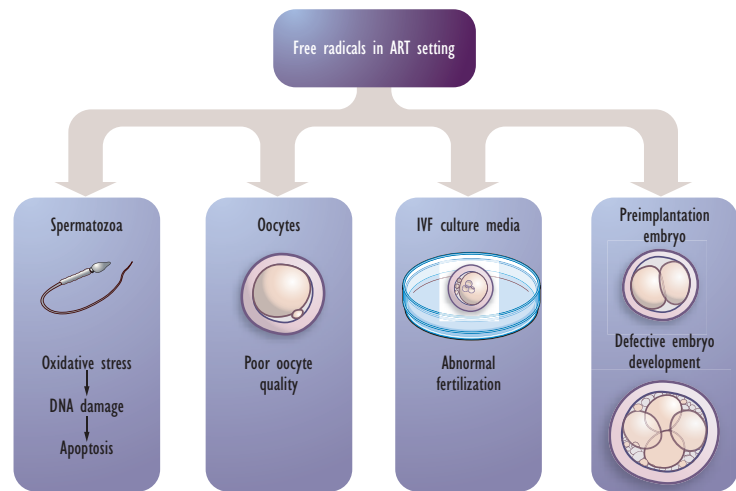 Free radicals in ART setting
Spermatozoa
Oxidative stress
DNA damage
Apoptosis
Oocytes
Poor oocyte
quality
IVF culture media
Abnormal
fertilization
Preimplantation
embryo
Defective embryo
development